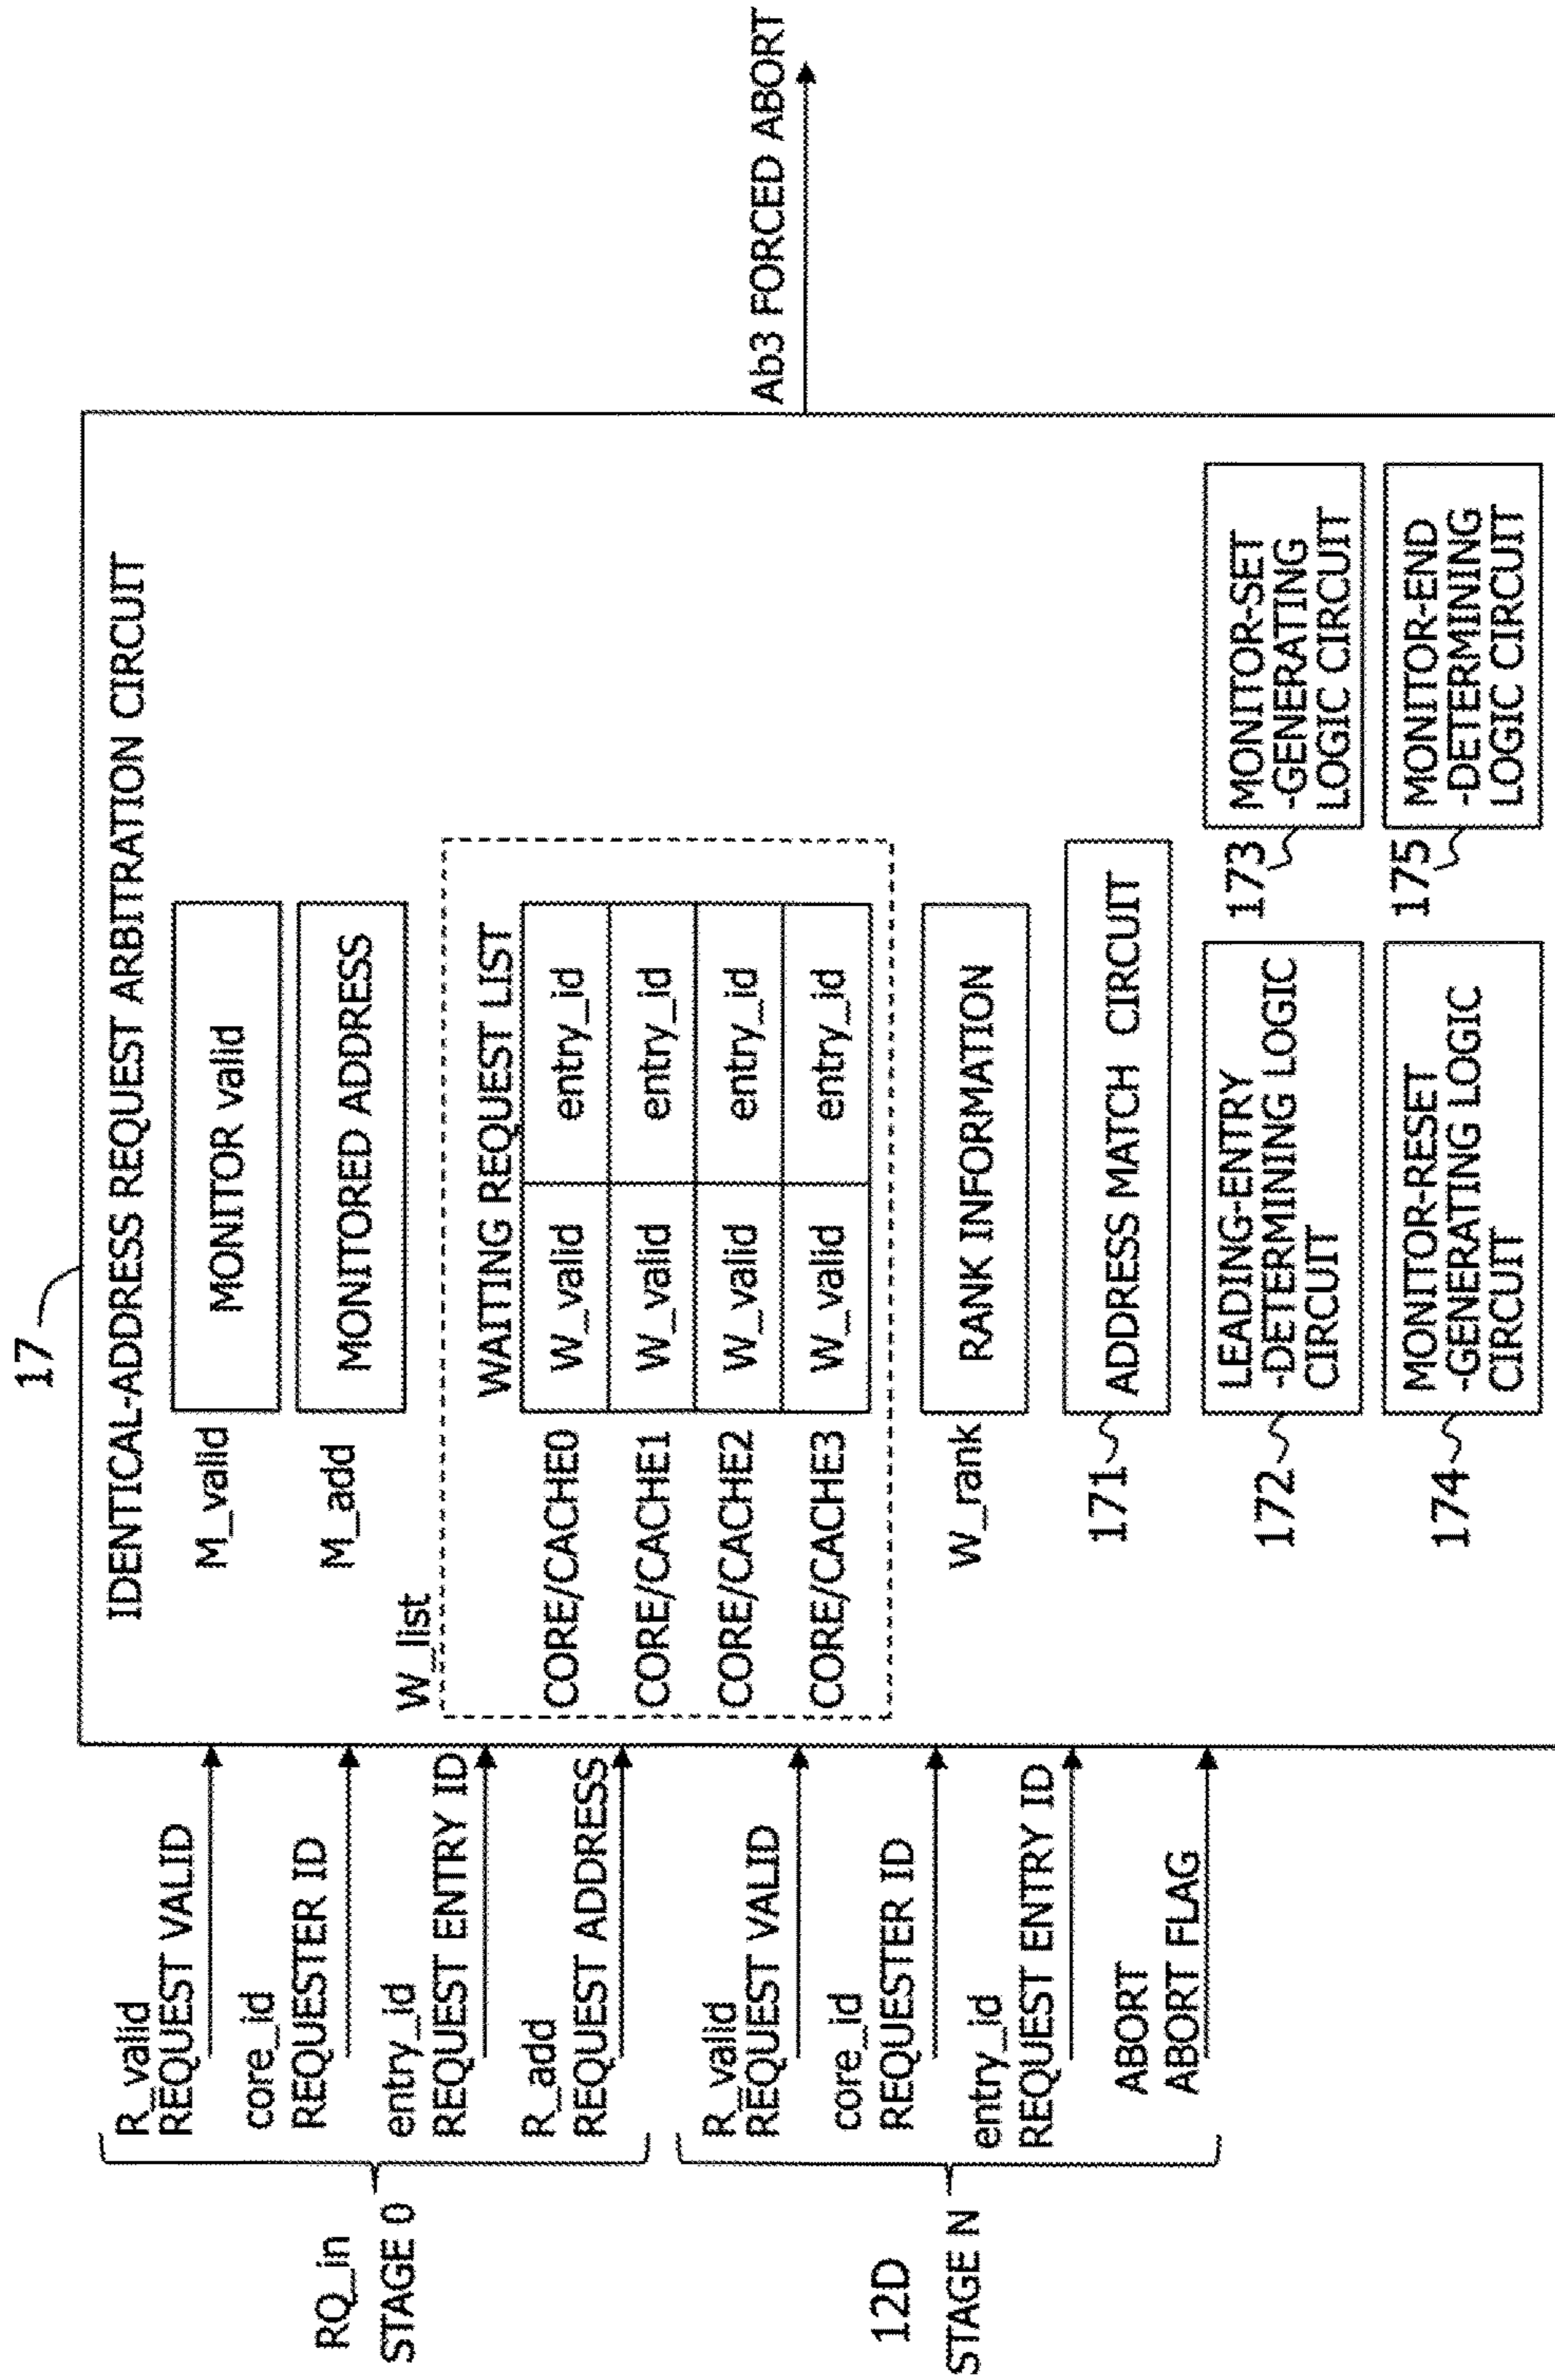 17
IDENTICAL-ADDRESS REQUEST ARBITRATION CIRCUIT
RQ_in
STAGE 0
R_valid
REQUEST VALID
core_id
REQUESTER ID
entry_id
REQUEST ENTRY ID
R_add
REQUEST ADDRESS
12D
STAGE N
R_valid
REQUEST VALID
core_id
REQUESTER ID
entry_id
REQUEST ENTRY ID
ABORT
ABORT FLAG
M_valid
MONITOR valid
M_add
MONITORED ADDRESS
W_list
WAITING REQUEST LIST
CORE/CACHE0 W_valid entry_id
CORE/CACHE1 W_valid entry_id
CORE/CACHE2 W_valid entry_id
CORE/CACHE3 W_valid entry_id
W_rank
RANK INFORMATION
171
ADDRESS MATCH CIRCUIT
172
LEADING-ENTRY
-DETERMINING LOGIC
CIRCUIT
173
MONITOR-SET
-GENERATING
LOGIC CIRCUIT
174
MONITOR-RESET
-GENERATING LOGIC
CIRCUIT
175
MONITOR-END
-DETERMINING
LOGIC CIRCUIT
Ab3 FORCED ABORT